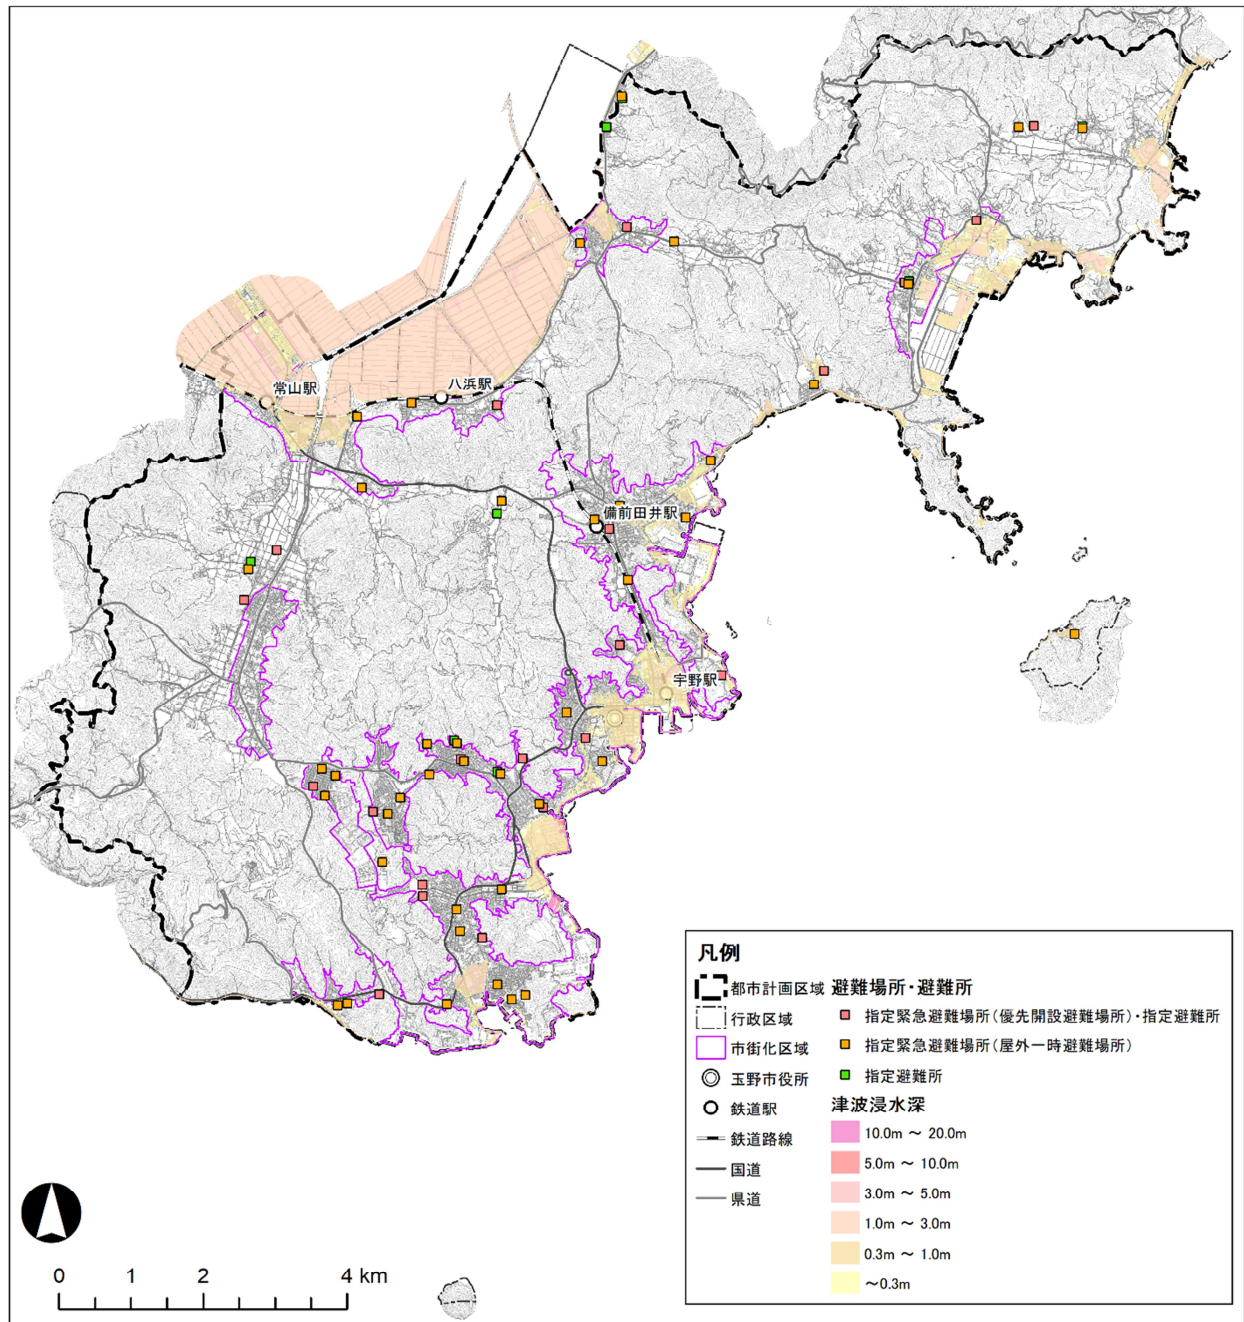 常山駅
八浜駅
備前田井駅
宇野駅
凡例
都市計画区域
行政区域
市街化区域
玉野市役所
鉄道駅
鉄道路線
国道
県道
避難場所・避難所
指定緊急避難場所(優先開設避難場所)・指定避難所
指定緊急避難場所(屋外一時避難場所)
指定避難所
津波浸水深
10.0m ～ 20.0m
5.0m ～ 10.0m
3.0m ～ 5.0m
1.0m ～ 3.0m
0.3m ～ 1.0m
～0.3m
0 1 2 4 km